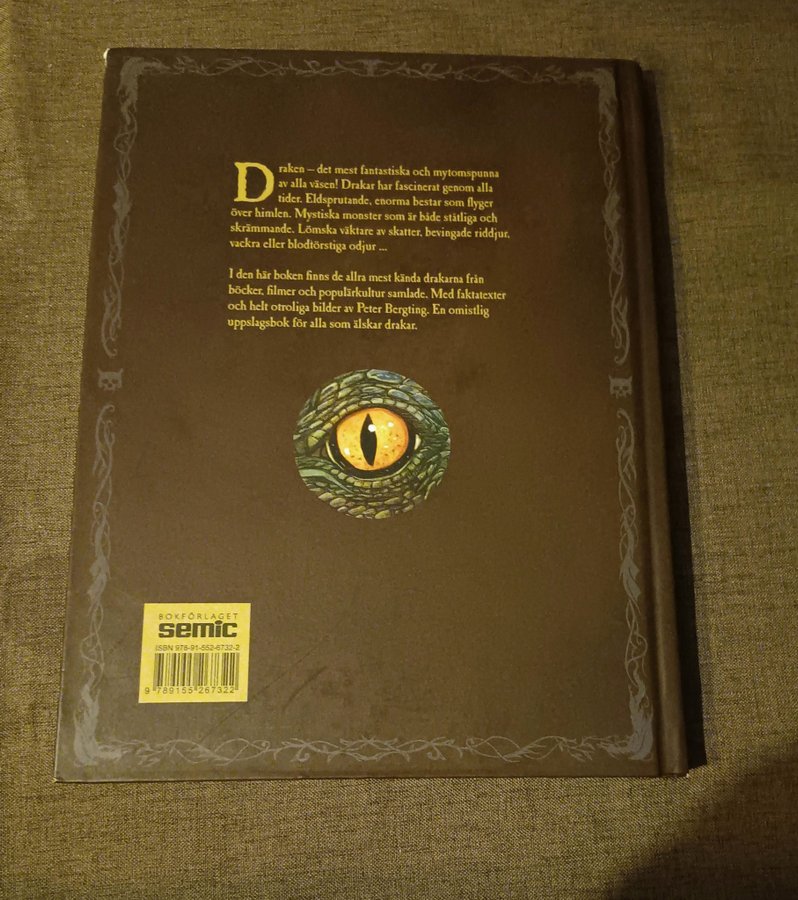 Draken – det mest fantastiska och mytomspunna
av alla väsen! Drakar har fascinerat genom alla
tider. Eldsprutande, enorma bestar som flyger
över himlen. Mystiska monster som är både ståtliga och
skrämmande. Lömska väktare av skatter, bevingade riddjur,
vackra eller blodtörstiga odjur ...
I den här boken finns de allra mest kända drakarna från
böcker, filmer och populärkultur samlade. Med faktatexter
och helt otroliga bilder av Peter Bergting. En omistlig
uppslagsbok för alla som älskar drakar.
BOKFÖRLAGET
semic
ISBN 978-91-552-6732-2
9 789155 267322